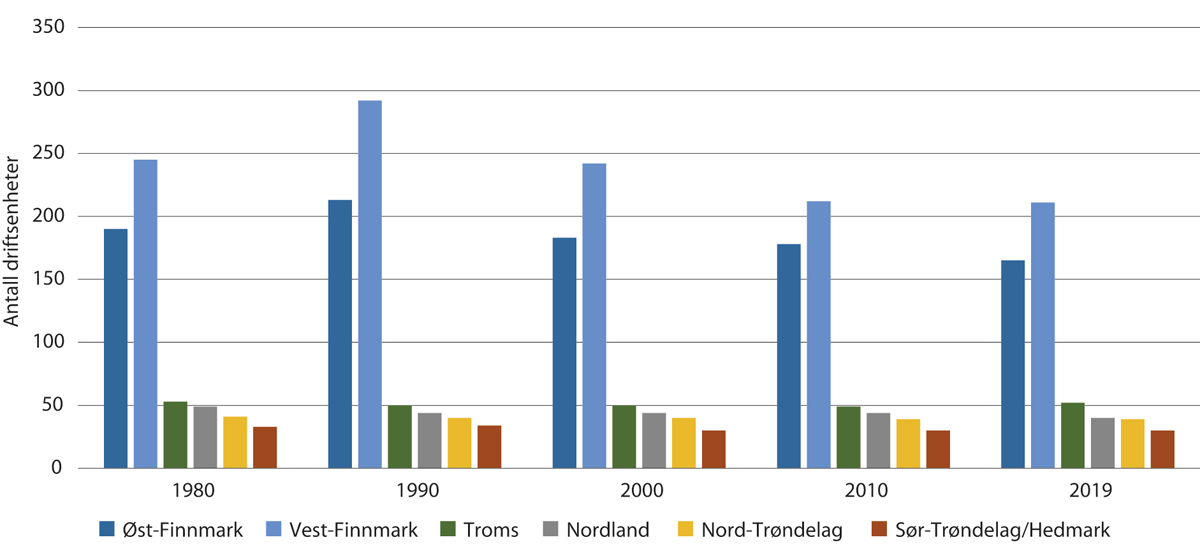 350
300
250
200
150
100
50
0
Antall driftsenheter
1980 1990 2000 2010 2019
Øst-Finnmark Vest-Finnmark Troms Nordland Nord-Trøndelag Sør-Trøndelag/Hedmark